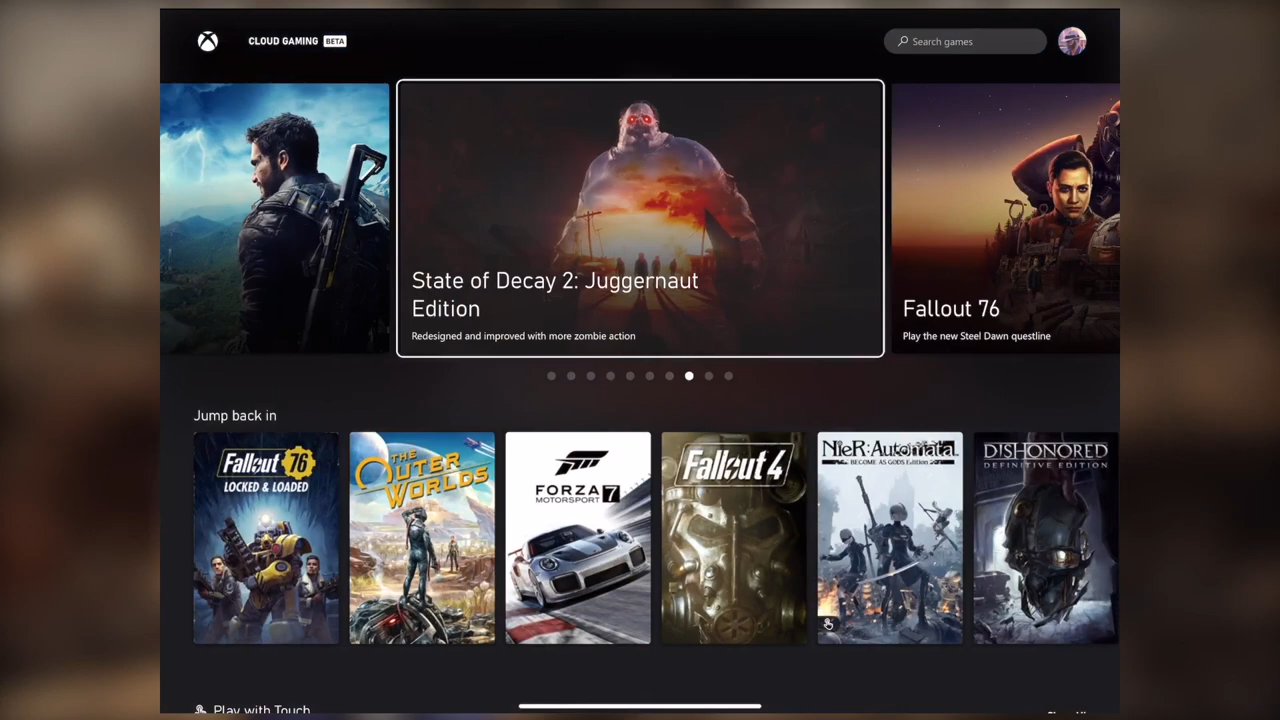 CLOUD GAMING BETA
Search games
State of Decay 2: Juggernaut
Edition
Redesigned and improved with more zombie action
Fallout 76
Play the new Steel Dawn questline
Jump back in
Fallout 76
LOCKED & LOADED
THE
OUTER
WORLDS
FORZA
MOTORSPORT 7
Fallout 4
NieR:Automata
BECOME AS GODS Edition
DISHONORED
DEFINITIVE EDITION
Play with Touch